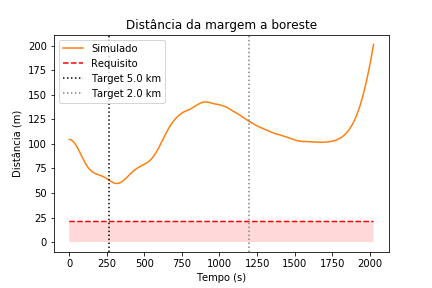 Distância da margem a boreste
Simulado
Requisito
Target 5.0 km
Target 2.0 km
Distância (m)
200
175
150
125
100
75
50
25
0
0
250
500
750
1000
1250
1500
1750
2000
Tempo (s)